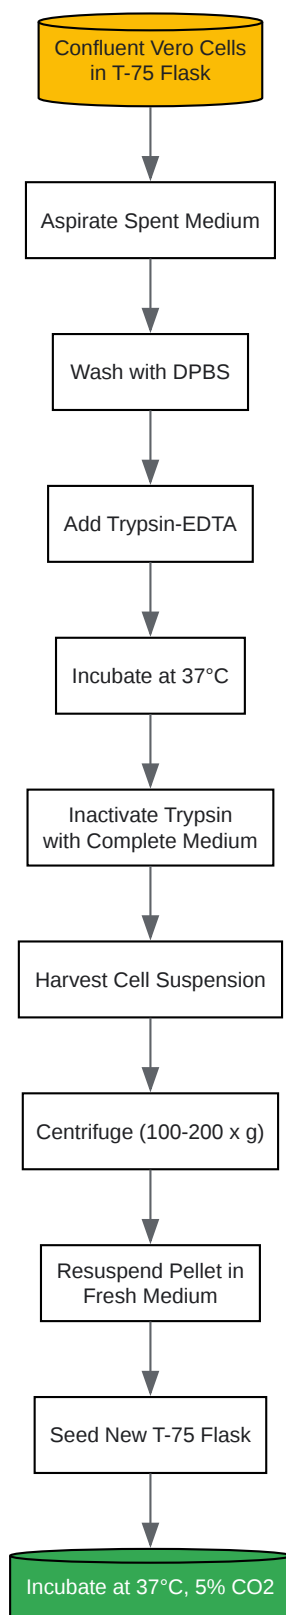 Confluent Vero Cells
in T-75 Flask
Aspirate Spent Medium
Wash with DPBS
Add Trypsin-EDTA
Incubate at 37°C
Inactivate Trypsin
with Complete Medium
Harvest Cell Suspension
Centrifuge (100-200 x g)
Resuspend Pellet in
Fresh Medium
Seed New T-75 Flask
Incubate at 37°C, 5% CO2